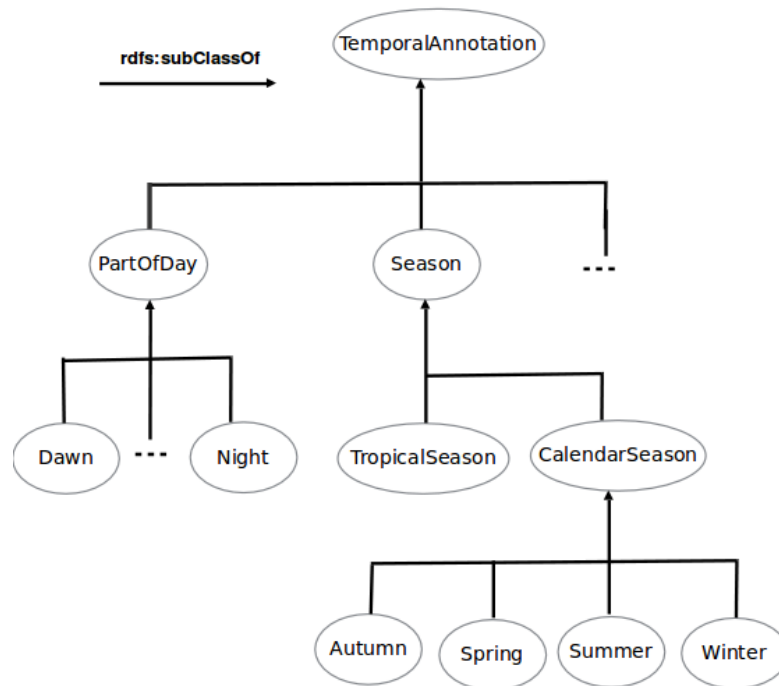 TemporalAnnotation
rdfs:subClassOf
PartOfDay
Season
----
Dawn
----
Night
TropicalSeason
CalendarSeason
Autumn
Spring
Summer
Winter